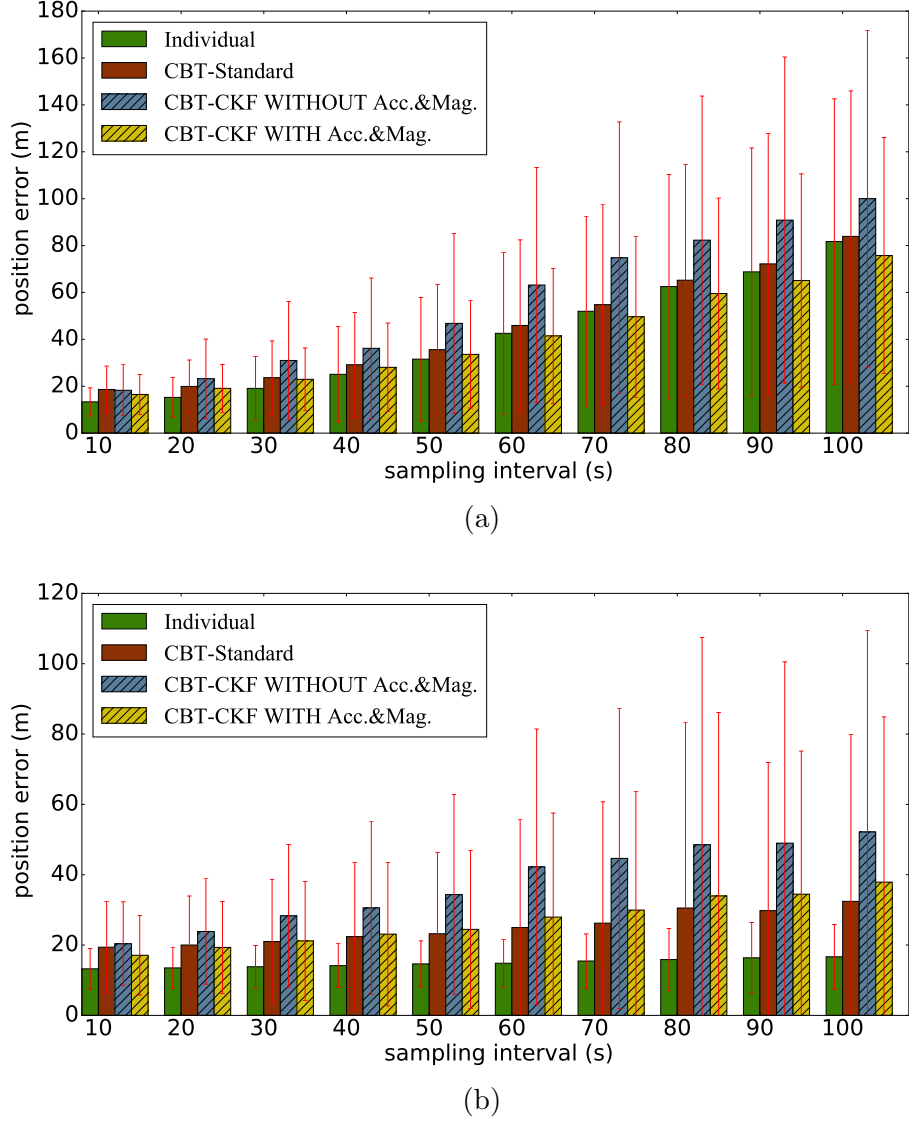 180
160
140
120
100
80
60
40
20
0
position error (m)
Individual
CBT-Standard
CBT-CKF WITHOUT Acc.&Mag.
CBT-CKF WITH Acc.&Mag.
10 20 30 40 50 60 70 80 90 100
sampling interval (s)
(a)
120
100
80
60
40
20
0
position error (m)
Individual
CBT-Standard
CBT-CKF WITHOUT Acc.&Mag.
CBT-CKF WITH Acc.&Mag.
10 20 30 40 50 60 70 80 90 100
sampling interval (s)
(b)